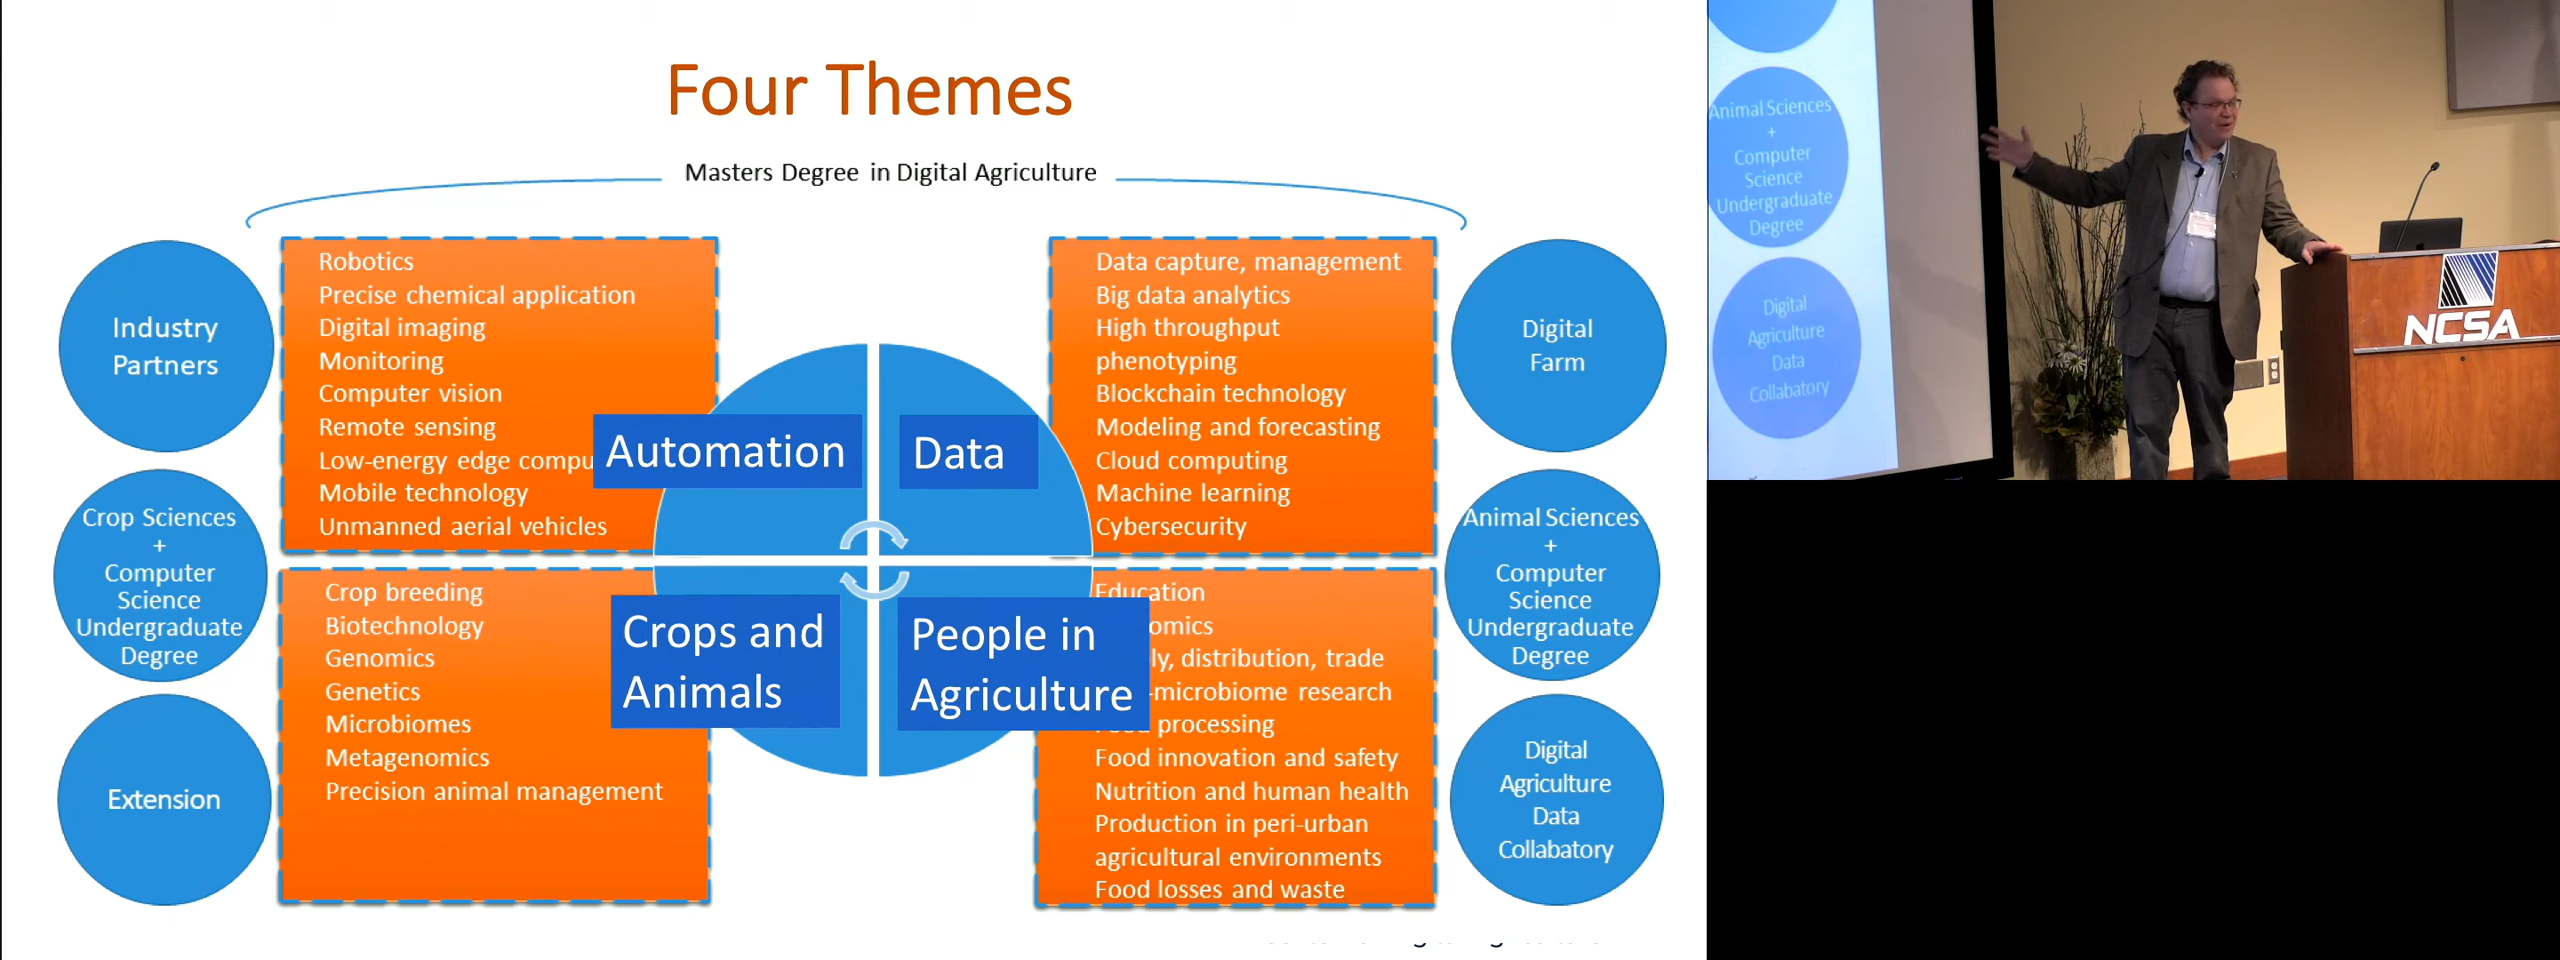 Four Themes
Masters Degree in Digital Agriculture
Industry
Partners
Crop Sciences
+
Computer
Science
Undergraduate
Degree
Extension
Robotics
Precise chemical application
Digital imaging
Monitoring
Computer vision
Remote sensing
Low-energy edge
Mobile technology
Unmanned aerial vehicles
Automation
Data
Data capture, management
Big data analytics
High throughput
phenotyping
Blockchain technology
Modeling and forecasting
Cloud computing
Machine learning
Cybersecurity
Crop breeding
Biotechnology
Genomics
Genetics
Microbiomes
Metagenomics
Precision animal management
Crops and
Animals
People in
Agriculture
Education
distribution, trade
-microbiome research
processing
Food innovation and safety
Nutrition and human health
Production in peri-urban
agricultural environments
Food losses and waste
Digital
Farm
Animal Sciences
+
Computer
Science
Undergraduate
Degree
Digital
Agriculture
Data
Collabatory
Animal Sciences
+
Computer
Science
Undergraduate
Degree
Digital
Agriculture
Data
Collabatory
NCSA